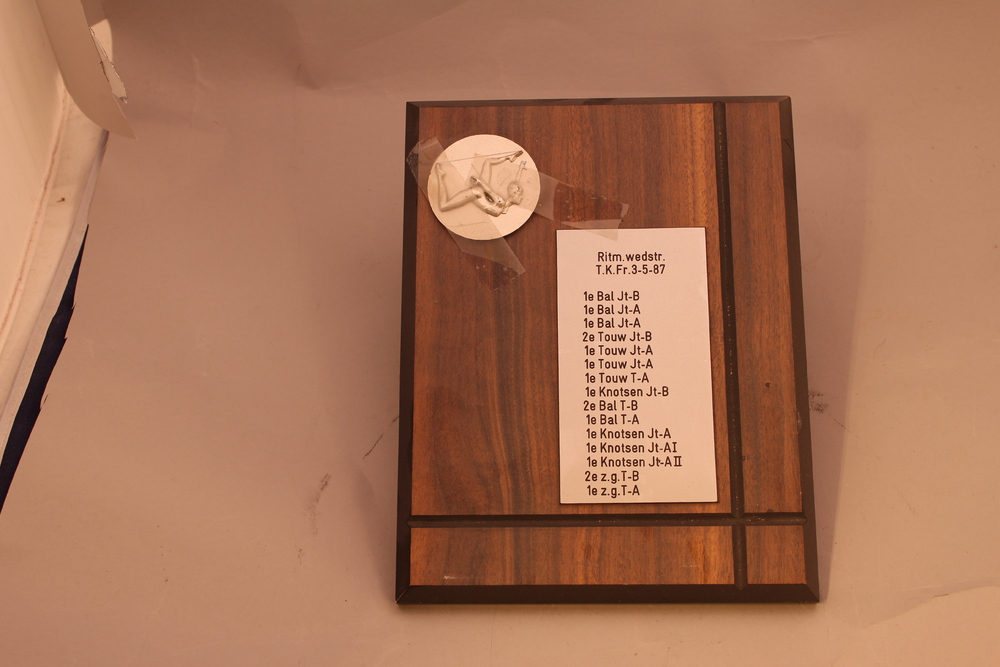 Ritm.wedstr.
T.K.Fr.3-5-87
1e Bal Jt-B
1e Bal Jt-A
1e Bal Jt-A
2e Touw Jt-B
1e Touw Jt-A
1e Touw Jt-A
1e Touw T-A
1e Knotsen Jt-B
2e Bal T-B
1e Bal T-A
1e Knotsen Jt-A
1e Knotsen Jt-A I
1e Knotsen Jt-A II
2e z.g.T-B
1e z.g.T-A